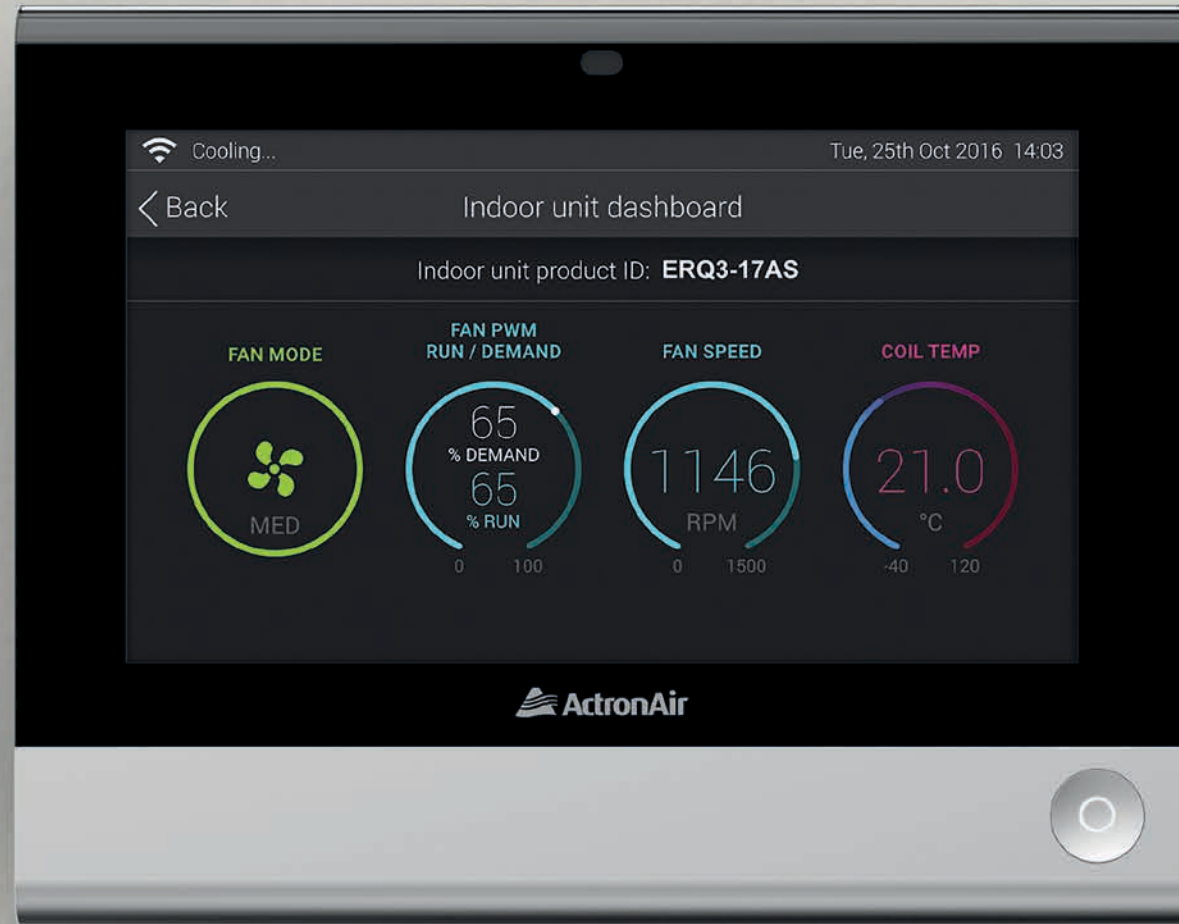 Cooling...
Tue, 25th Oct 2016 14:03
Back
Indoor unit dashboard
Indoor unit product ID: ERQ3-17AS
FAN MODE
MED
FAN PWM
RUN / DEMAND
65
% DEMAND
65
% RUN
0 100
FAN SPEED
1146
RPM
0 1500
COIL TEMP
21.0
°C
-40 120
ActronAir